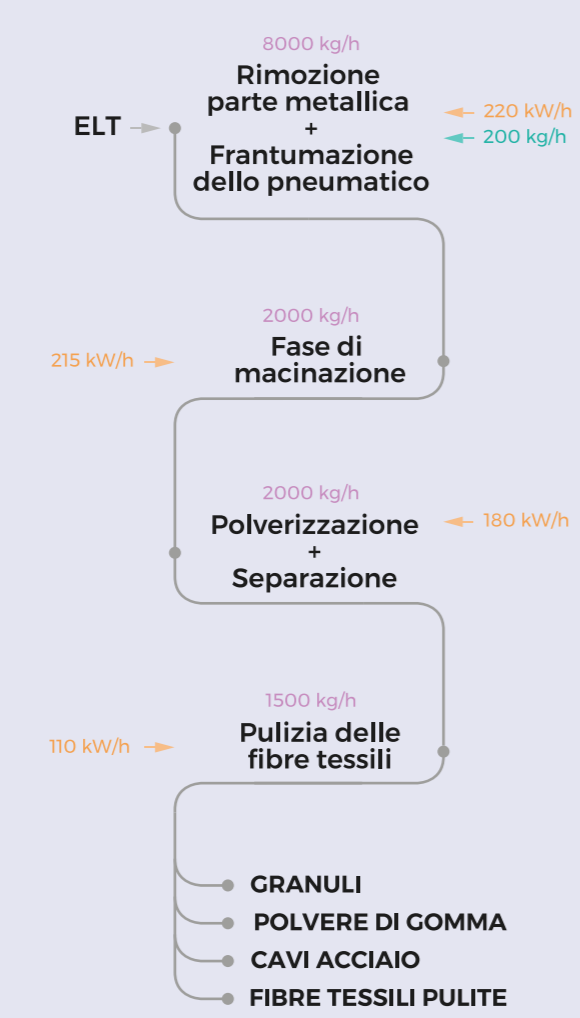 8000 kg/h
Rimozione
parte metallica
+
Frantumazione
dello pneumatico
ELT
220 kW/h
200 kg/h
2000 kg/h
Fase di
macinazione
215 kW/h
2000 kg/h
Polverizzazione
+
Separazione
180 kW/h
1500 kg/h
Pulizia delle
fibre tessili
110 kW/h
GRANULI
POLVERE DI GOMMA
CAVI ACCIAIO
FIBRE TESSILI PULITE